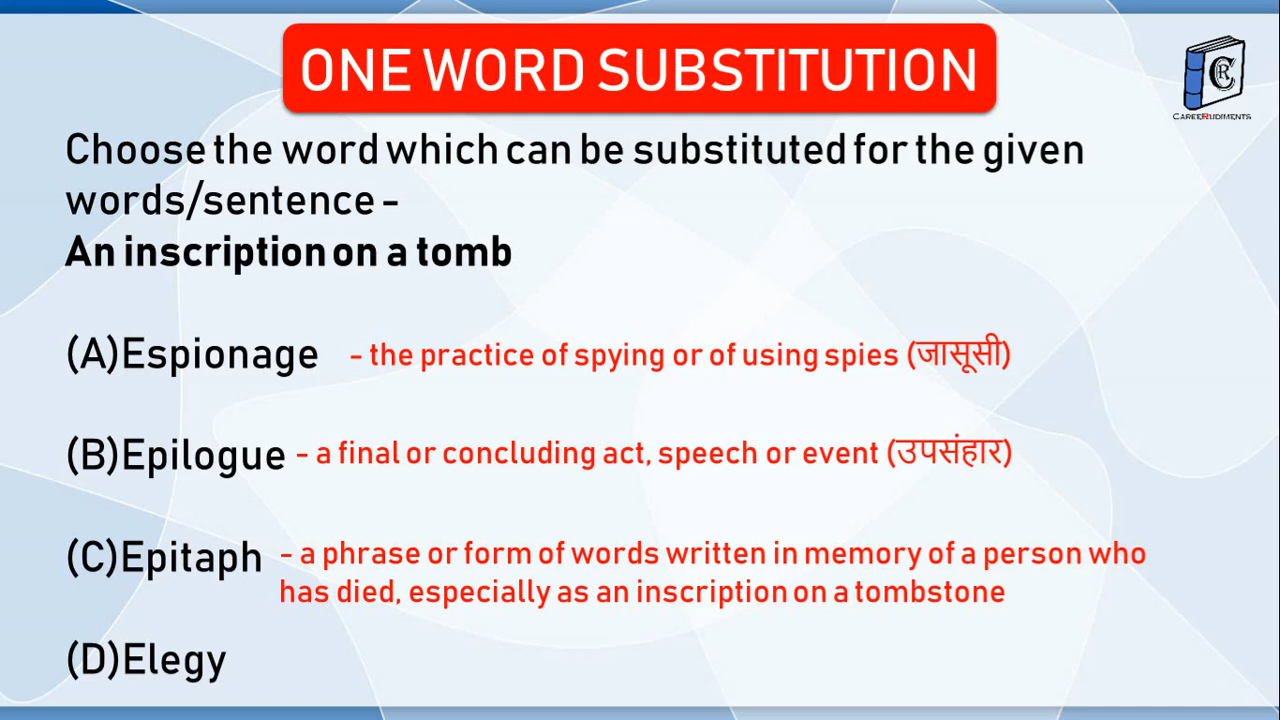 ONE WORD SUBSTITUTION
CR
CAREERUDIMENTS
Choose the word which can be substituted for the given
words/sentence -
An inscription on a tomb
(A)Espionage - the practice of spying or of using spies (जासूसी)
(B)Epilogue - a final or concluding act, speech or event (उपसंहार)
(C)Epitaph - a phrase or form of words written in memory of a person who
has died, especially as an inscription on a tombstone
(D)Elegy